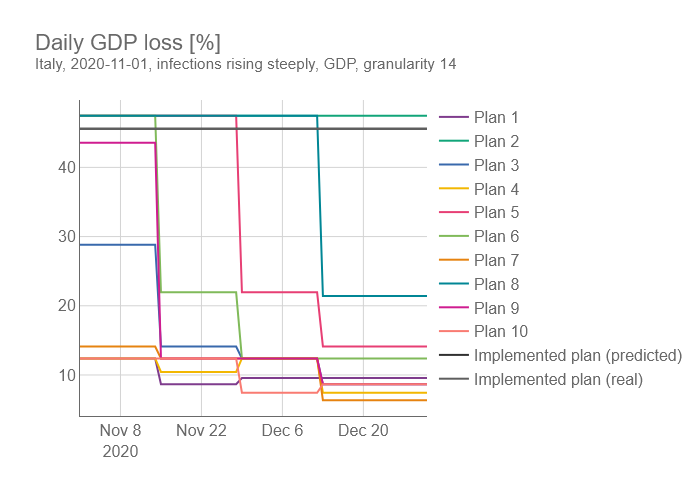 Daily GDP loss [%]
Italy, 2020-11-01, infections rising steeply, GDP, granularity 14
40
30
20
10
Nov 8
2020
Nov 22
Dec 6
Dec 20
Plan 1
Plan 2
Plan 3
Plan 4
Plan 5
Plan 6
Plan 7
Plan 8
Plan 9
Plan 10
Implemented plan (predicted)
Implemented plan (real)